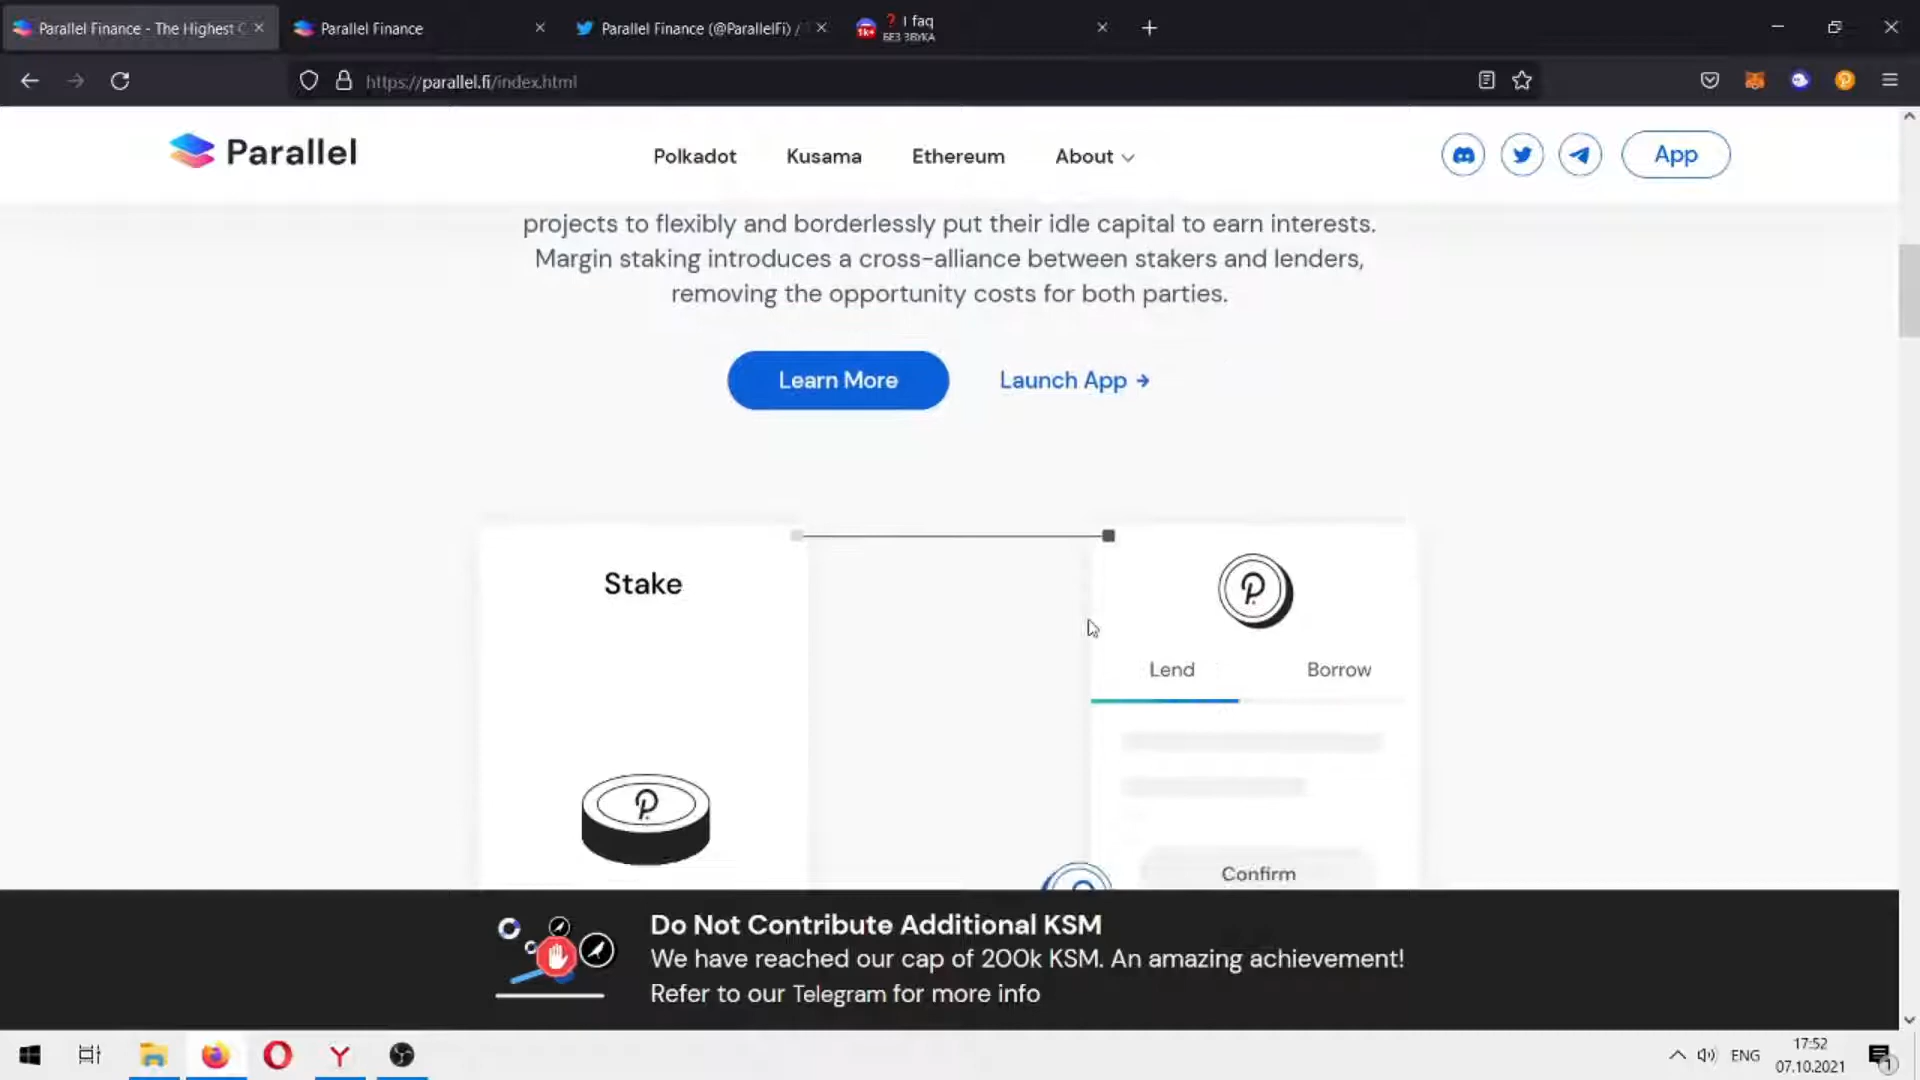 Parallel Finance - The Highest C
Parallel Finance
Parallel Finance (@ParallelFi) /
❓ I faq
БЕЗ ЗВУКА
https://parallel.fi/index.html
Parallel
Polkadot
Kusama
Ethereum
About
App
projects to flexibly and borderlessly put their idle capital to earn interests.
Margin staking introduces a cross-alliance between stakers and lenders,
removing the opportunity costs for both parties.
Learn More
Launch App →
Stake
Lend
Borrow
Confirm
Do Not Contribute Additional KSM
We have reached our cap of 200k KSM. An amazing achievement!
Refer to our Telegram for more info
ENG
17:52
07.10.2021
1